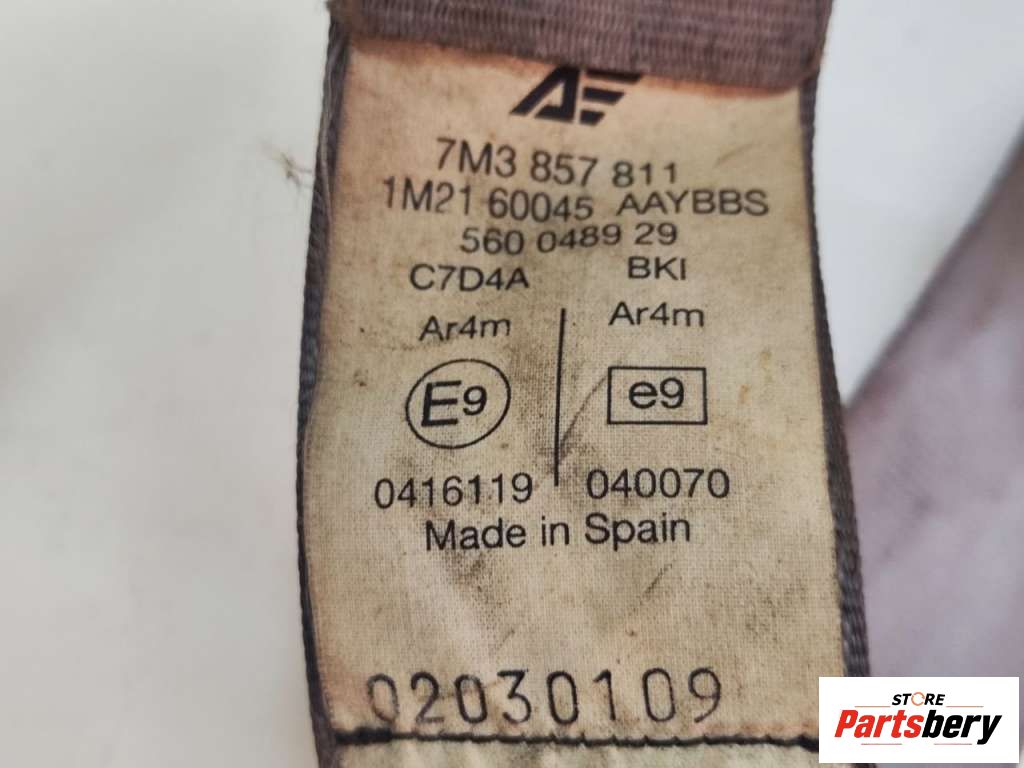 AE
7M3 857 811
1M21 60045 AAYBBS
560 0489 29
C7D4A BKI
Ar4m Ar4m
E9 e9
0416119 040070
Made in Spain
02030109
STORE
Partsbery